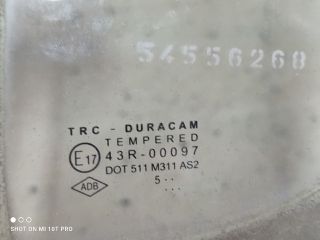 54556268
TRC - DURACAM
TEMPERED
E17 43R-00097
DOT 511 M311 AS2
ADB
5··
···
SHOT ON MI 10T PRO